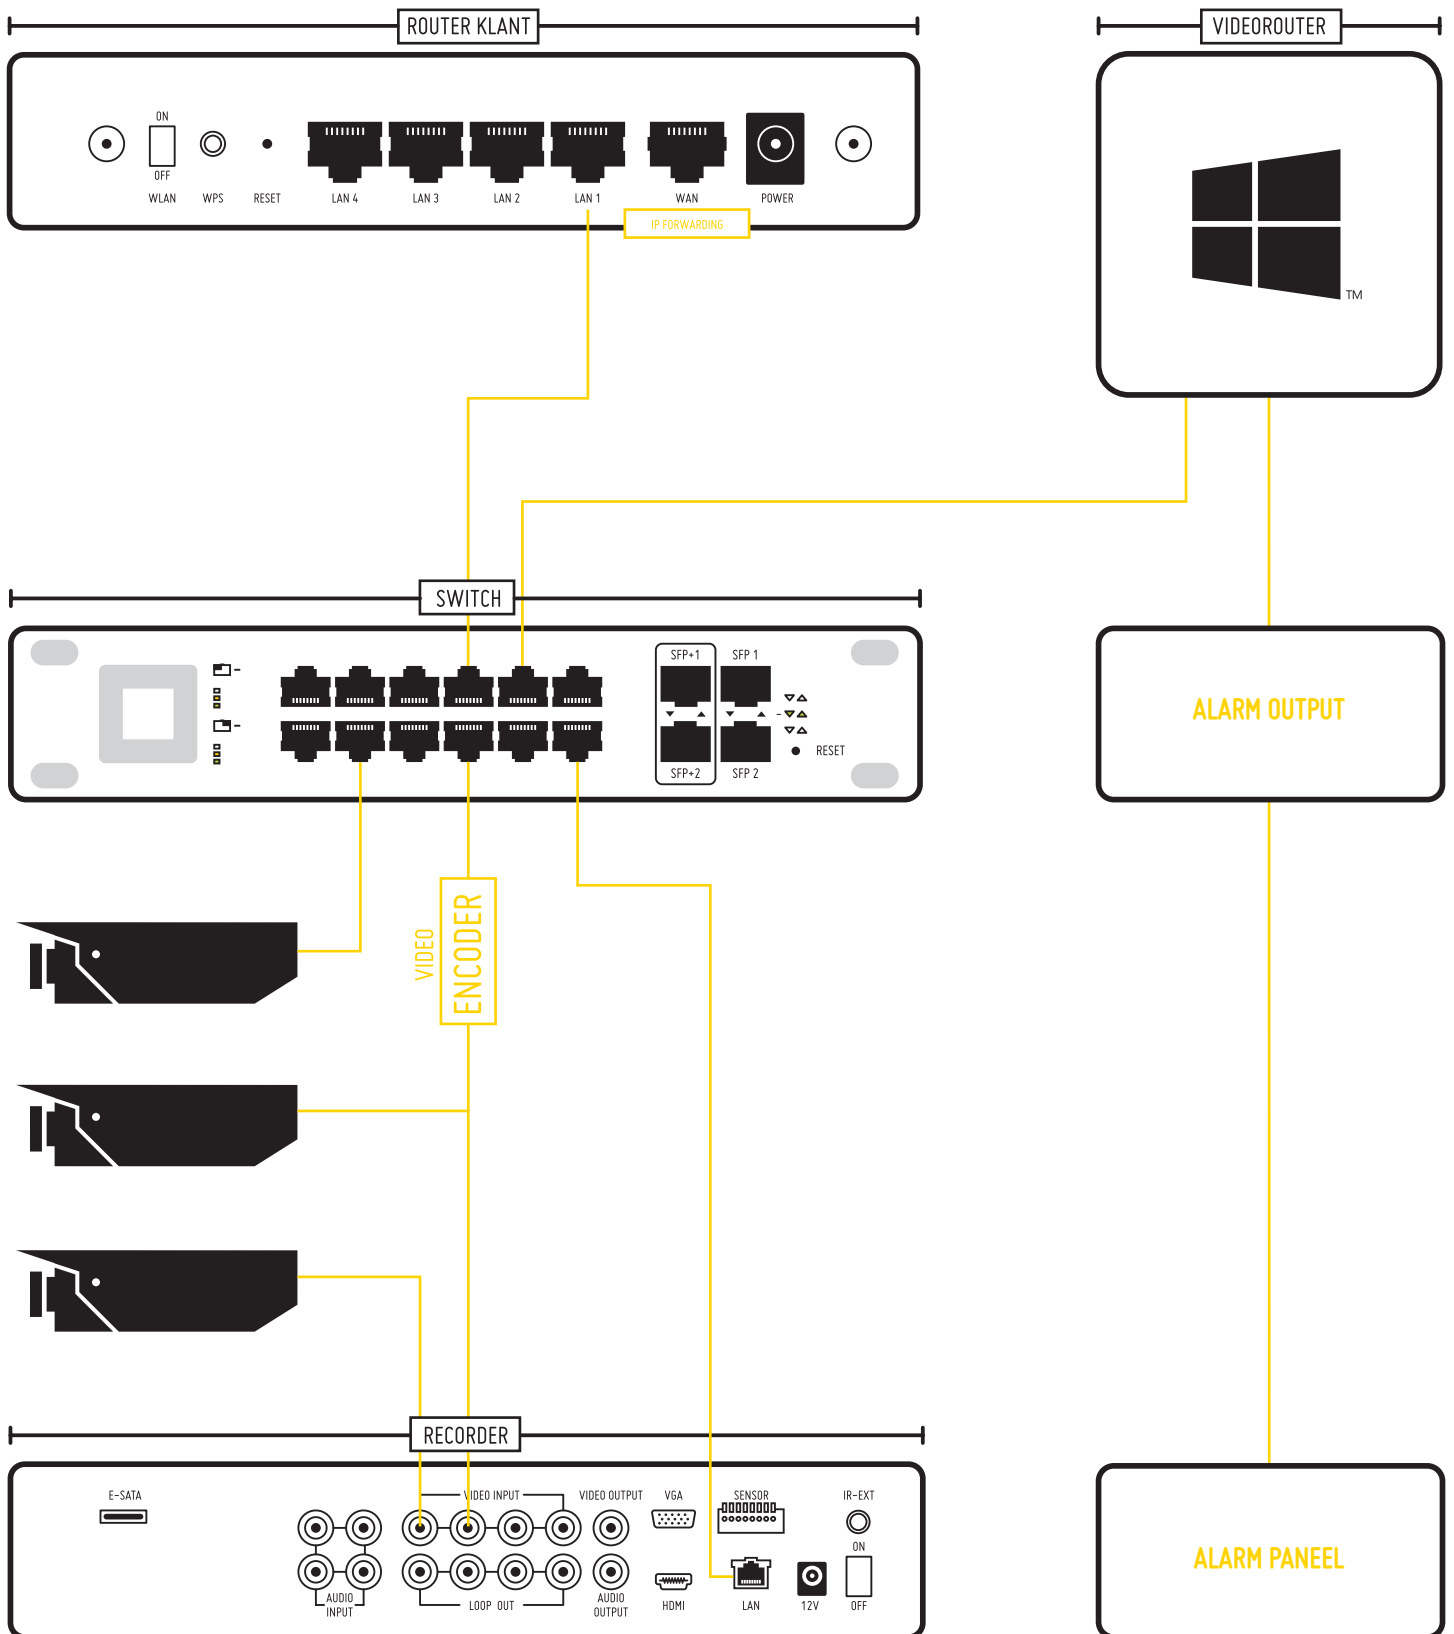 ROUTER KLANT
VIDEOROUTER
ON
OFF
WLAN
WPS
RESET
LAN 4
LAN 3
LAN 2
LAN 1
WAN
POWER
IP FORWARDING
TM
SWITCH
SFP+1
SFP 1
SFP+2
SFP 2
RESET
ALARM OUTPUT
VIDEO
ENCODER
RECORDER
E-SATA
VIDEO INPUT
VIDEO OUTPUT
VGA
SENSOR
IR-EXT
ON
OFF
AUDIO
INPUT
LOOP OUT
AUDIO
OUTPUT
HDMI
LAN
12V
ALARM PANEEL